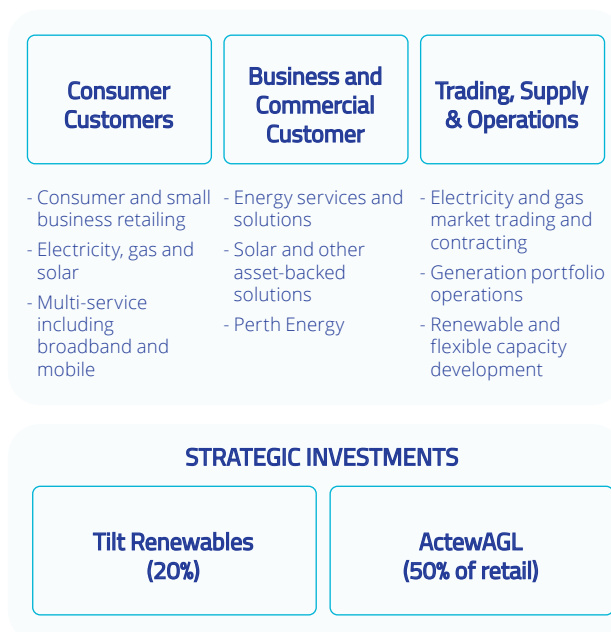 Consumer
Customers
- Consumer and small
business retailing
- Electricity, gas and
solar
- Multi-service
including
broadband and
mobile
Business and
Commercial
Customer
- Energy services and
solutions
- Solar and other
asset-backed
solutions
- Perth Energy
Trading, Supply
& Operations
- Electricity and gas
market trading and
contracting
- Generation portfolio
operations
- Renewable and
flexible capacity
development
STRATEGIC INVESTMENTS
Tilt Renewables
(20%)
ActewAGL
(50% of retail)